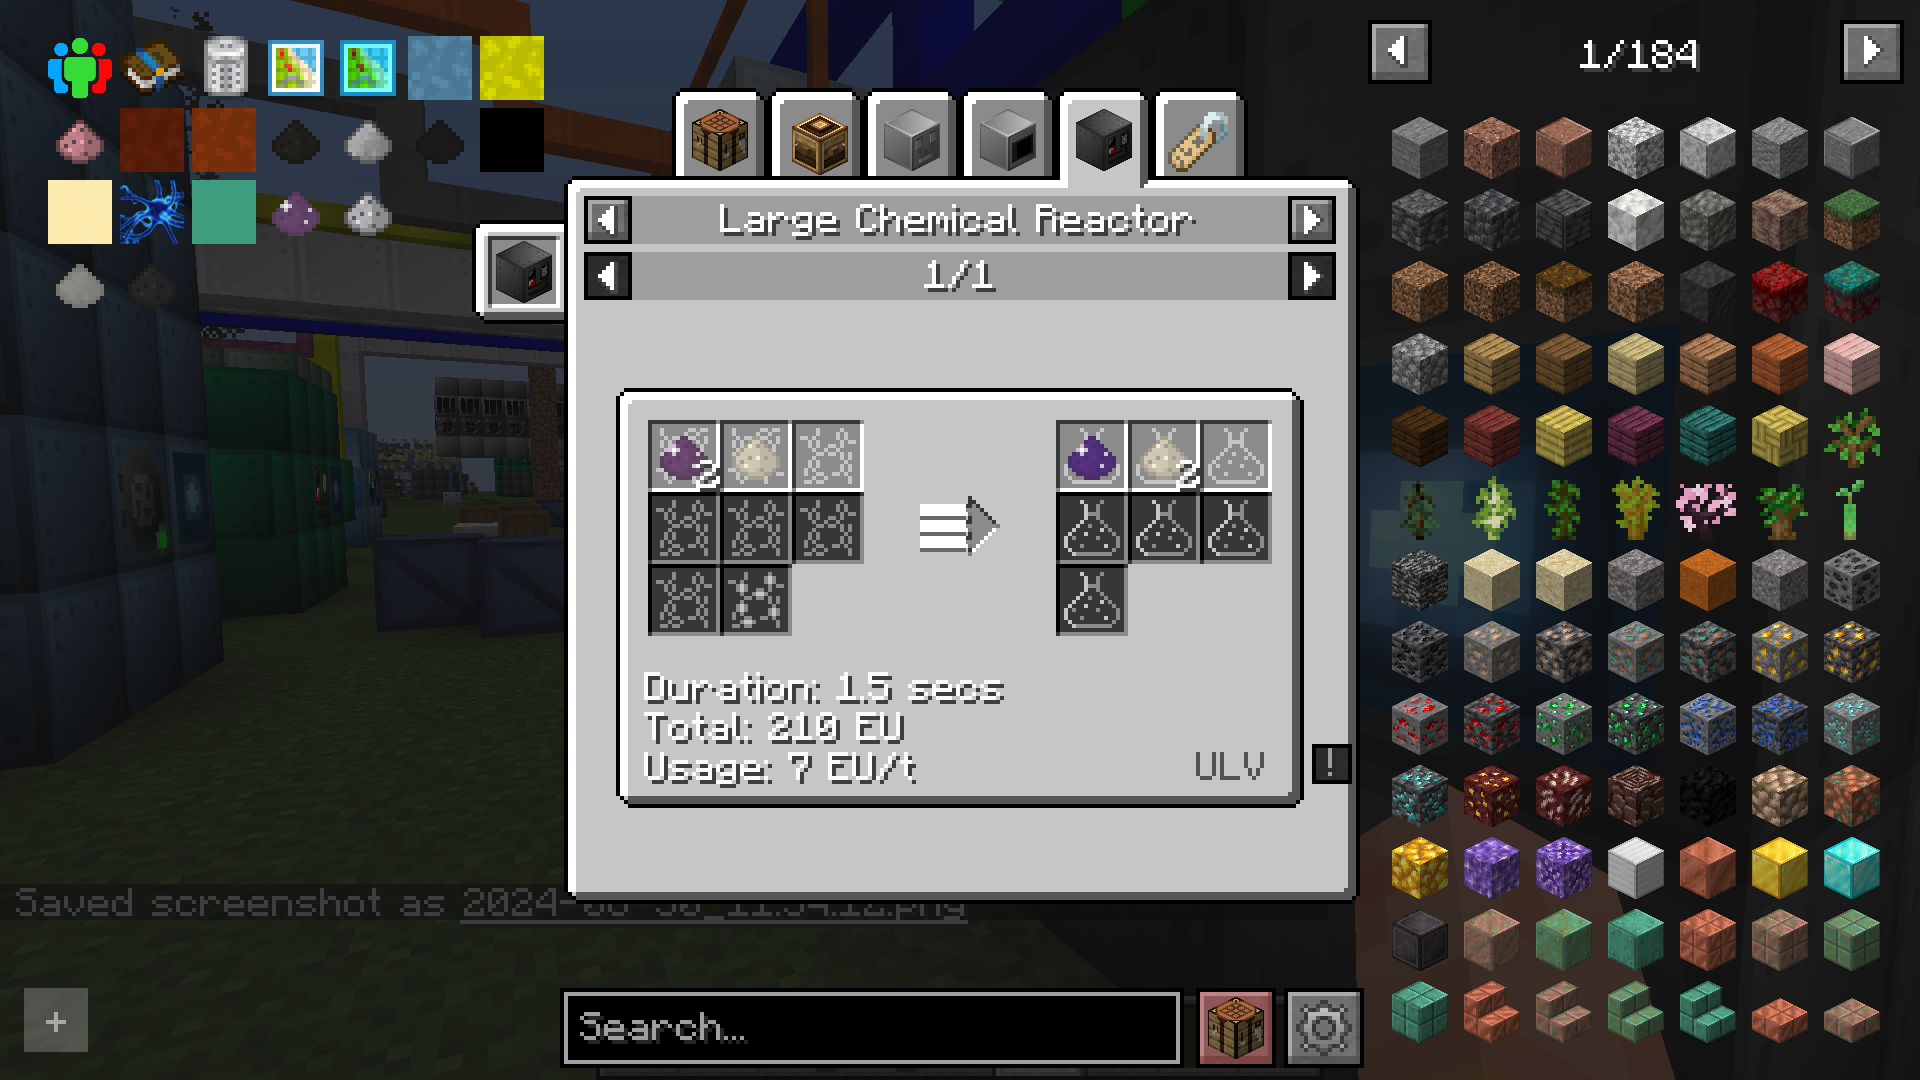 1/184
Large Chemical Reactor
1/1
2
2
Duration: 1.5 secs
Total: 210 EU
Usage: 7 EU/t
ULV
!
Saved screenshot as 2024-
+
Search...